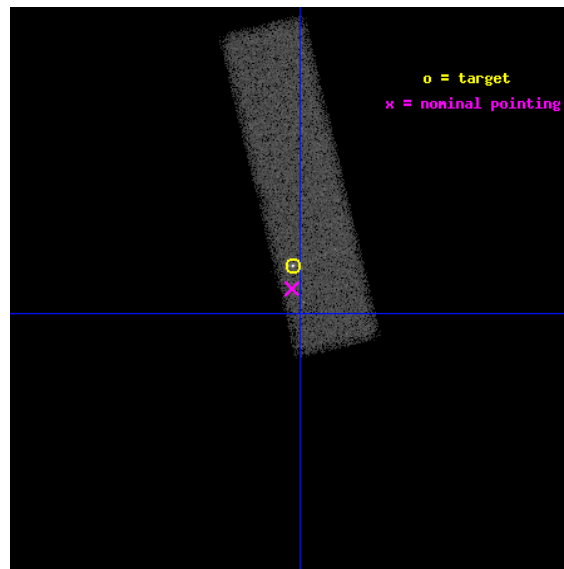 o = target
x = nominal pointing